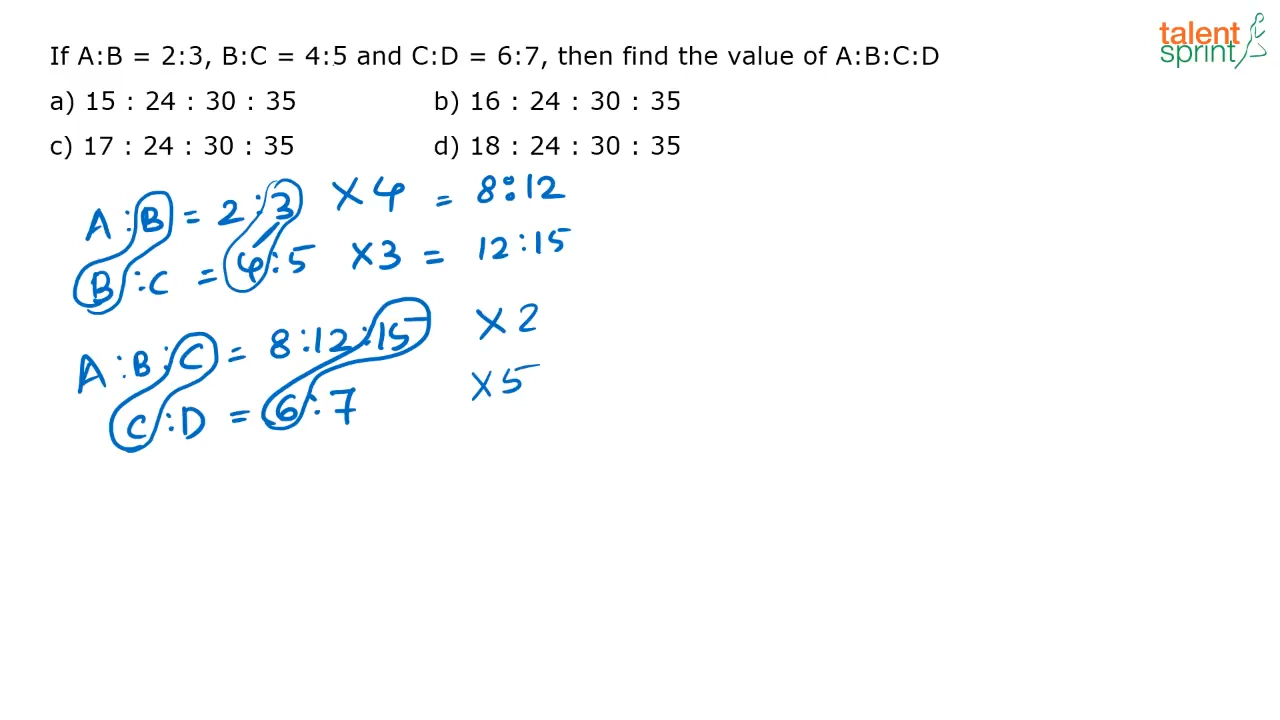 talent
sprint
If A:B = 2:3, B:C = 4:5 and C:D = 6:7, then find the value of A:B:C:D
a) 15 : 24 : 30 : 35 b) 16 : 24 : 30 : 35
c) 17 : 24 : 30 : 35 d) 18 : 24 : 30 : 35
A:B = 2:3 ×4 = 8:12
B:C = 4:5 ×3 = 12:15
A:B:C = 8:12:15 ×2
C:D = 6:7 ×5